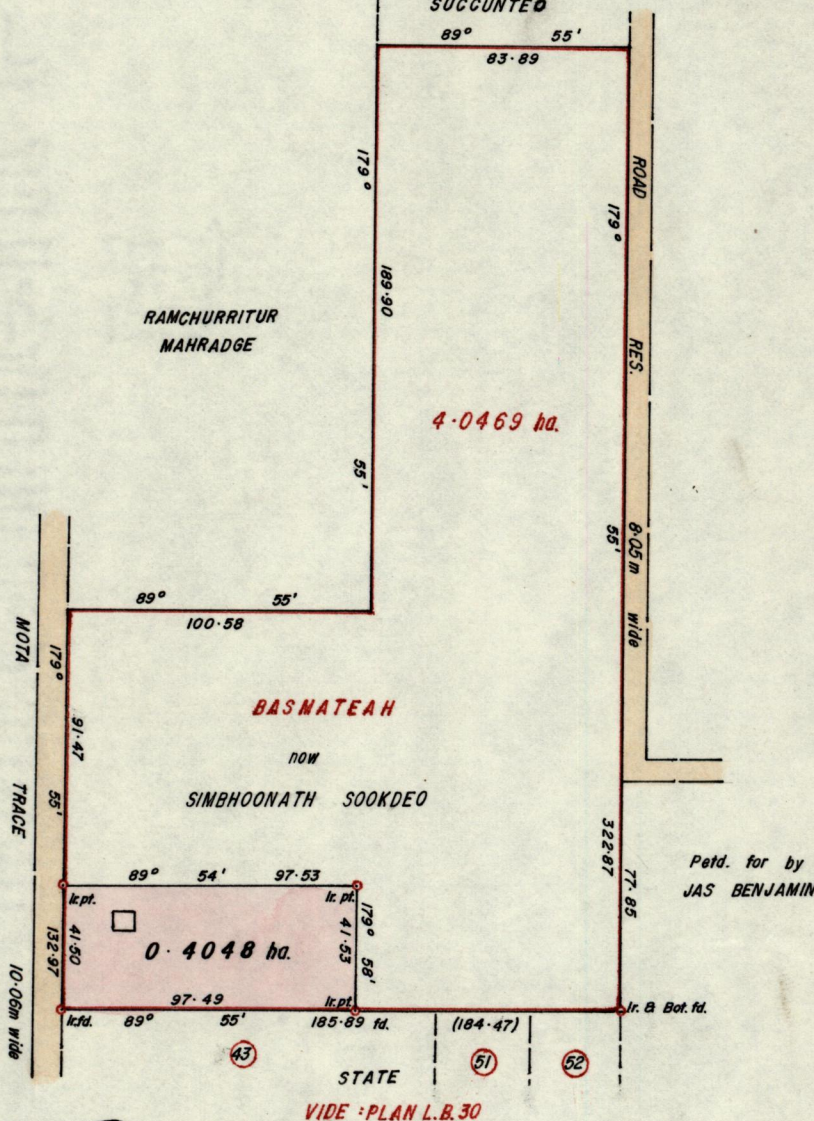 SUCCUNTEO
89° 55'
83·89
179°
189·90
55'
ROAD
RES.
8·05m wide
179°
55'
RAMCHURRITUR
MAHRADGE
4·0469 ha.
89° 55'
100·58
MOTA
TRACE
10·06m wide
179°
91·47
55'
BASMATEAH
now
SIMBHOONATH SOOKDEO
322·87
77·85
Petd. for by
JAS BENJAMIN
89° 54' 97·53
Ir.pt.
Ir. pt.
0·4048 ha.
132·97
41·50
179° 58'
41·53
97·49
Ir.pt.
Ir.fd.
89° 55' 185·89 fd.
(184·47)
Ir. & Bot. fd.
43
51
52
STATE
VIDE : PLAN L.B. 30